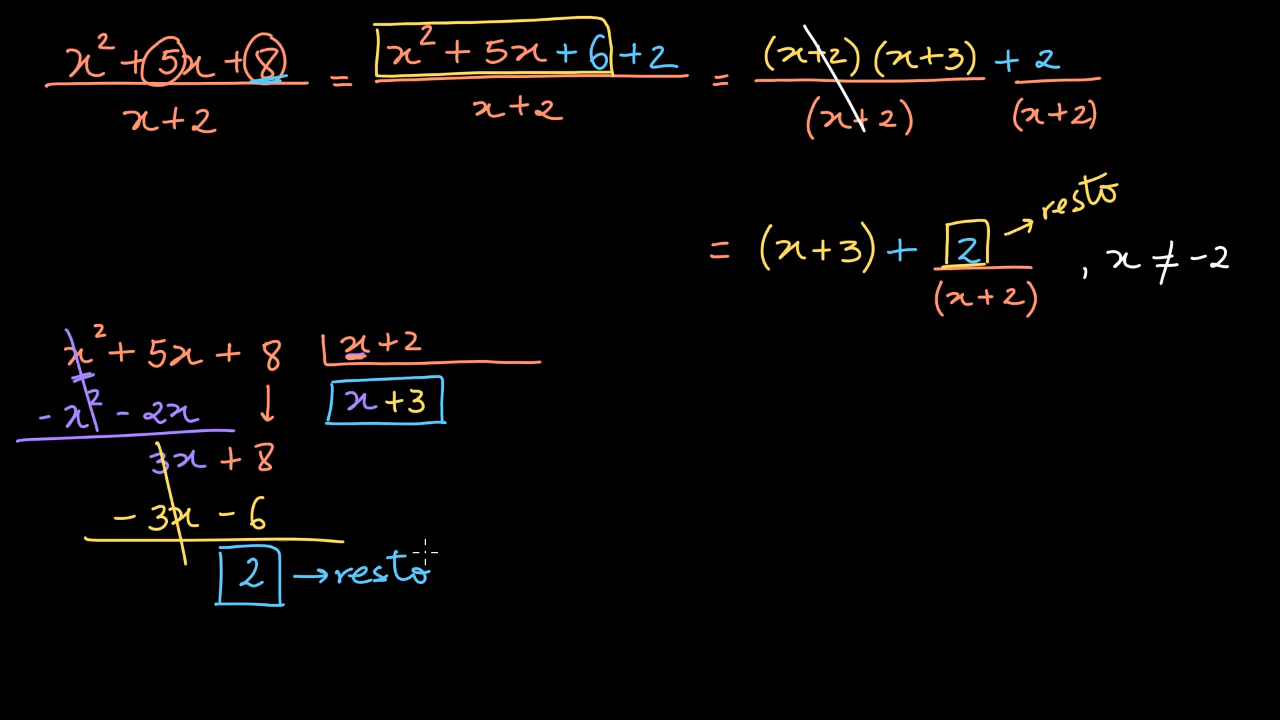 (x² + 5x + 8)/(x + 2) = (x² + 5x + 6 + 2)/(x + 2) = (x+2)(x+3)/(x+2) + 2/(x+2)
= (x+3) + 2/(x+2) → resto , x ≠ -2
x² + 5x + 8 | x + 2
- x² - 2x ↓ x + 3
3x + 8
- 3x - 6
2 → resto